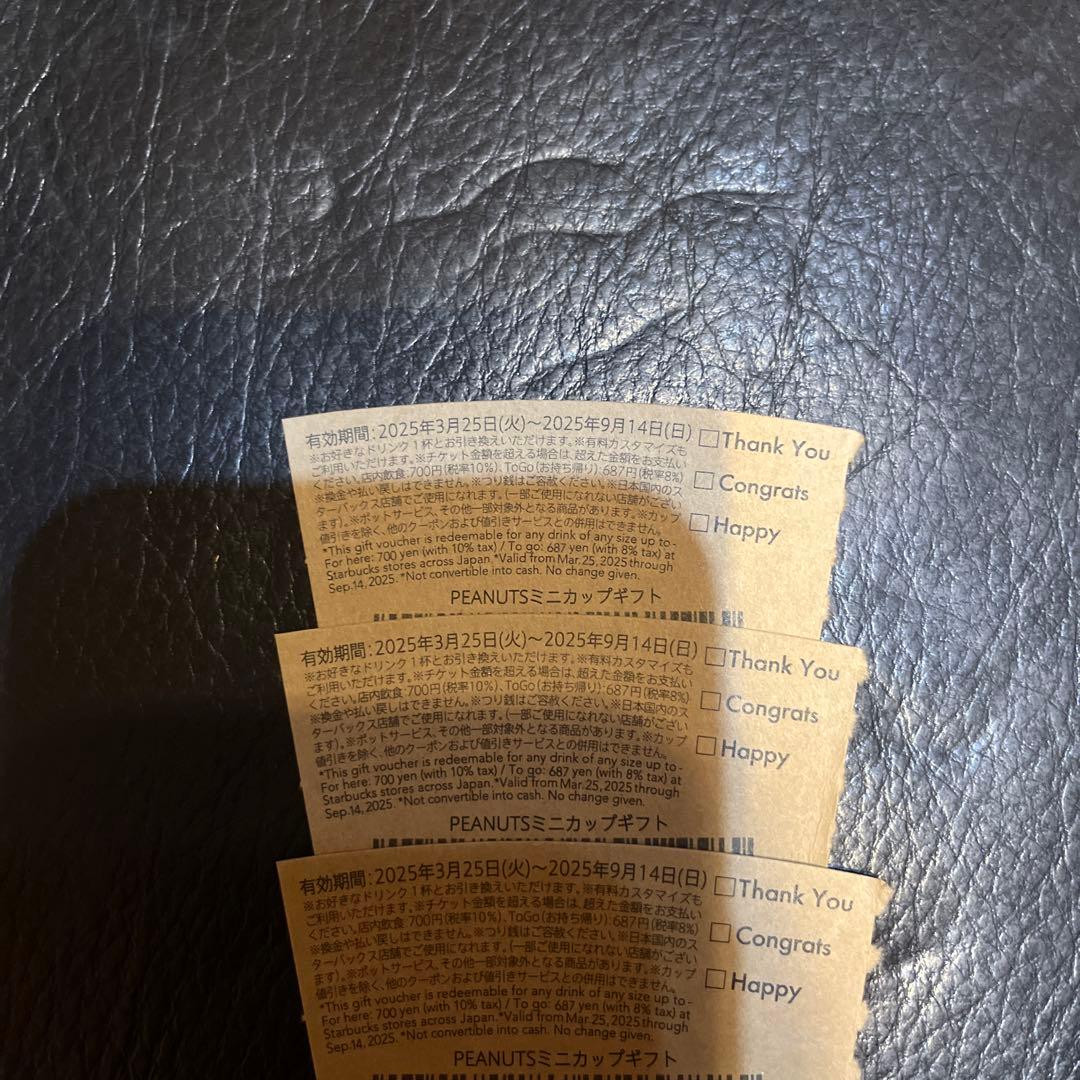 有効期間:2025年3月25日(火)~2025年9月14日(日)
※お好きなドリンク1杯とお引き換えいただけます。※有料カスタマイズも
ご利用いただけます。※チケット金額を超える場合は、超えた金額をお支払い
ください。店内飲食:700円(税率10%)、ToGo(お持ち帰り):687円(税率8%)
※換金や払い戻しはできません。※つり銭はご容赦ください。※日本国内のス
ターバックス店舗でご使用になれます。(一部ご使用になれない店舗がござい
ます)。※ポットサービス、その他一部対象外となる商品があります。※カップ
値引きを除く、他のクーポンおよび値引きサービスとの併用はできません。
*This gift voucher is redeemable for any drink of any size up to -
For here: 700 yen (with 10% tax) / To go: 687 yen (with 8% tax) at
Starbucks stores across Japan.*Valid from Mar.25, 2025 through
Sep.14, 2025. *Not convertible into cash. No change given.
PEANUTSミニカップギフト
Thank You
Congrats
Happy
有効期間:2025年3月25日(火)~2025年9月14日(日)
※お好きなドリンク1杯とお引き換えいただけます。※有料カスタマイズも
ご利用いただけます。※チケット金額を超える場合は、超えた金額をお支払い
ください。店内飲食:700円(税率10%)、ToGo(お持ち帰り):687円(税率8%)
※換金や払い戻しはできません。※つり銭はご容赦ください。※日本国内のス
ターバックス店舗でご使用になれます。(一部ご使用になれない店舗がござい
ます)。※ポットサービス、その他一部対象外となる商品があります。※カップ
値引きを除く、他のクーポンおよび値引きサービスとの併用はできません。
*This gift voucher is redeemable for any drink of any size up to -
For here: 700 yen (with 10% tax) / To go: 687 yen (with 8% tax) at
Starbucks stores across Japan.*Valid from Mar.25, 2025 through
Sep.14, 2025. *Not convertible into cash. No change given.
PEANUTSミニカップギフト
Thank You
Congrats
Happy
有効期間:2025年3月25日(火)~2025年9月14日(日)
※お好きなドリンク1杯とお引き換えいただけます。※有料カスタマイズも
ご利用いただけます。※チケット金額を超える場合は、超えた金額をお支払い
ください。店内飲食:700円(税率10%)、ToGo(お持ち帰り):687円(税率8%)
※換金や払い戻しはできません。※つり銭はご容赦ください。※日本国内のス
ターバックス店舗でご使用になれます。(一部ご使用になれない店舗がござい
ます)。※ポットサービス、その他一部対象外となる商品があります。※カップ
値引きを除く、他のクーポンおよび値引きサービスとの併用はできません。
*This gift voucher is redeemable for any drink of any size up to -
For here: 700 yen (with 10% tax) / To go: 687 yen (with 8% tax) at
Starbucks stores across Japan.*Valid from Mar.25, 2025 through
Sep.14, 2025. *Not convertible into cash. No change given.
PEANUTSミニカップギフト
Thank You
Congrats
Happy